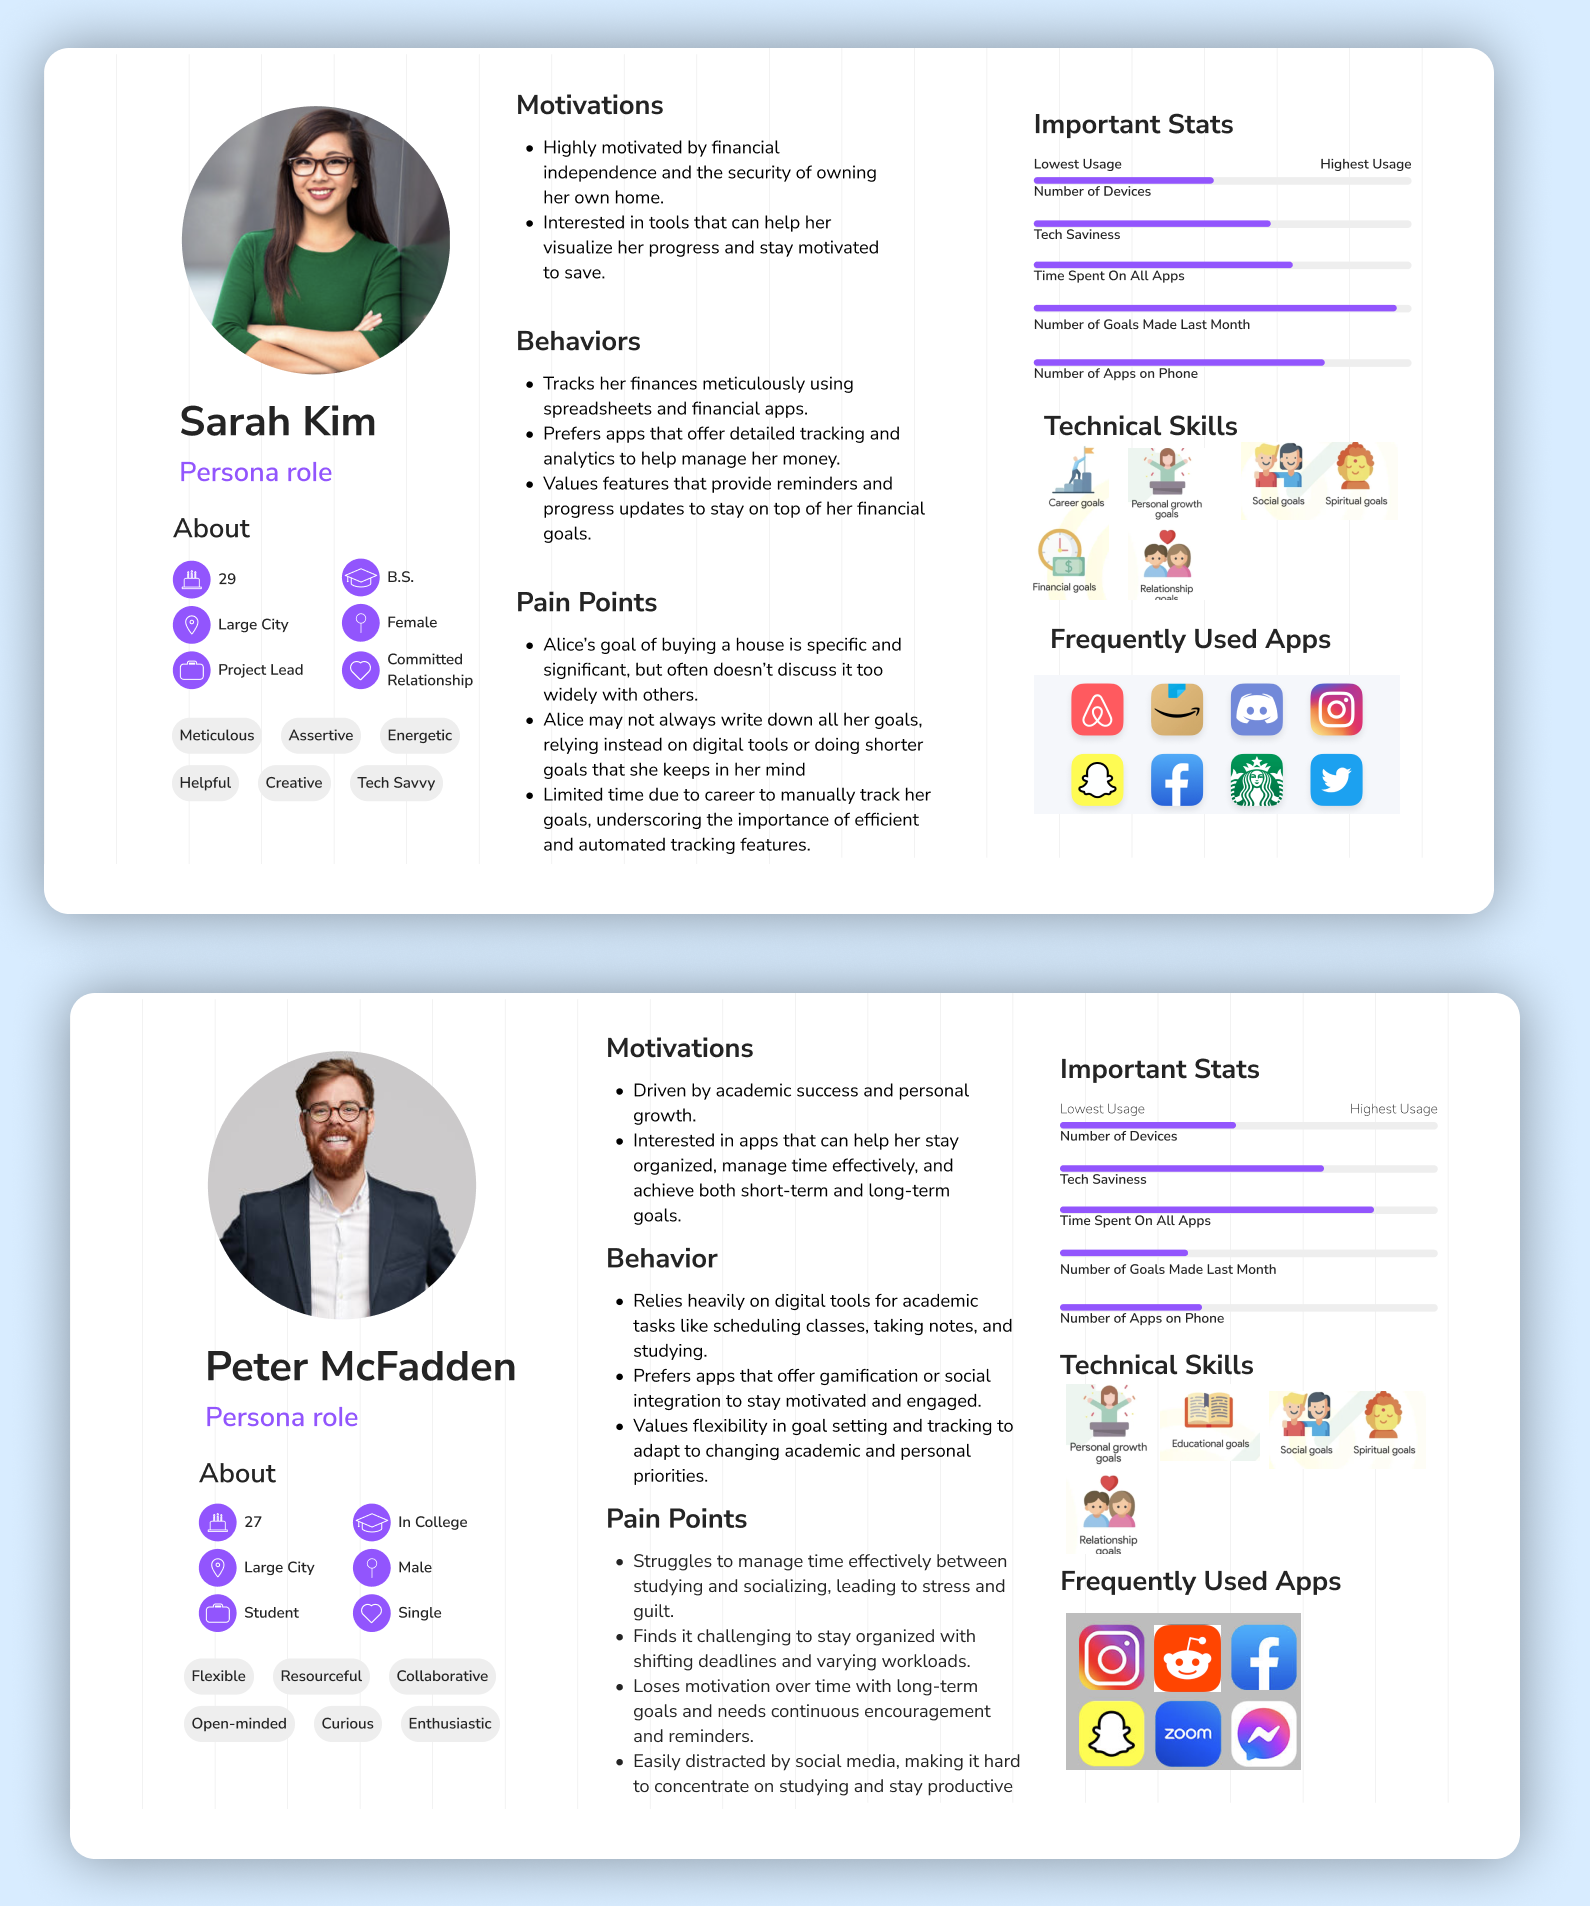 Sarah Kim
Persona role
About
29
B.S.
Large City
Female
Project Lead
Committed
Relationship
Meticulous
Assertive
Energetic
Helpful
Creative
Tech Savvy
Motivations
• Highly motivated by financial
independence and the security of owning
her own home.
• Interested in tools that can help her
visualize her progress and stay motivated
to save.
Behaviors
• Tracks her finances meticulously using
spreadsheets and financial apps.
• Prefers apps that offer detailed tracking and
analytics to help manage her money.
• Values features that provide reminders and
progress updates to stay on top of her financial
goals.
Pain Points
• Alice’s goal of buying a house is specific and
significant, but often doesn’t discuss it too
widely with others.
• Alice may not always write down all her goals,
relying instead on digital tools or doing shorter
goals that she keeps in her mind
• Limited time due to career to manually track her
goals, underscoring the importance of efficient
and automated tracking features.
Important Stats
Lowest Usage
Highest Usage
Number of Devices
Tech Saviness
Time Spent On All Apps
Number of Goals Made Last Month
Number of Apps on Phone
Technical Skills
Career goals
Personal growth
goals
Social goals
Spiritual goals
Financial goals
Relationship
goals
Frequently Used Apps
Peter McFadden
Persona role
About
27
In College
Large City
Male
Student
Single
Flexible
Resourceful
Collaborative
Open-minded
Curious
Enthusiastic
Motivations
• Driven by academic success and personal
growth.
• Interested in apps that can help her stay
organized, manage time effectively, and
achieve both short-term and long-term
goals.
Behavior
• Relies heavily on digital tools for academic
tasks like scheduling classes, taking notes, and
studying.
• Prefers apps that offer gamification or social
integration to stay motivated and engaged.
• Values flexibility in goal setting and tracking to
adapt to changing academic and personal
priorities.
Pain Points
• Struggles to manage time effectively between
studying and socializing, leading to stress and
guilt.
• Finds it challenging to stay organized with
shifting deadlines and varying workloads.
• Loses motivation over time with long-term
goals and needs continuous encouragement
and reminders.
• Easily distracted by social media, making it hard
to concentrate on studying and stay productive
Important Stats
Lowest Usage
Highest Usage
Number of Devices
Tech Saviness
Time Spent On All Apps
Number of Goals Made Last Month
Number of Apps on Phone
Technical Skills
Personal growth
goals
Educational goals
Social goals
Spiritual goals
Relationship
goals
Frequently Used Apps
zoom